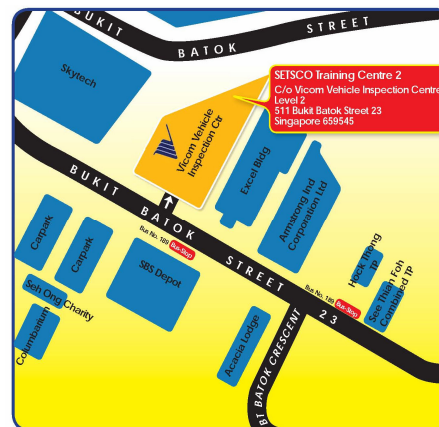 BUKIT BATOK STREET
Skytech
SETSCO Training Centre 2
C/o Vicom Vehicle Inspection Centre
Level 2
511 Bukit Batok Street 23
Singapore 659545
Vicom Vehicle
Inspection Ctr
Excel Bldg
Armstrong Ind
Corporation Ltd
BUKIT BATOK STREET 23
Carpark
Carpark
Bus No. 189 Bus-Stop
SBS Depot
Hock Thong
TP
See Thian Foh
Combined TP
Bus No. 189 Bus-Stop
Seh Ong Charity
Columbarium
Acacia Lodge
BT BATOK CRESCENT